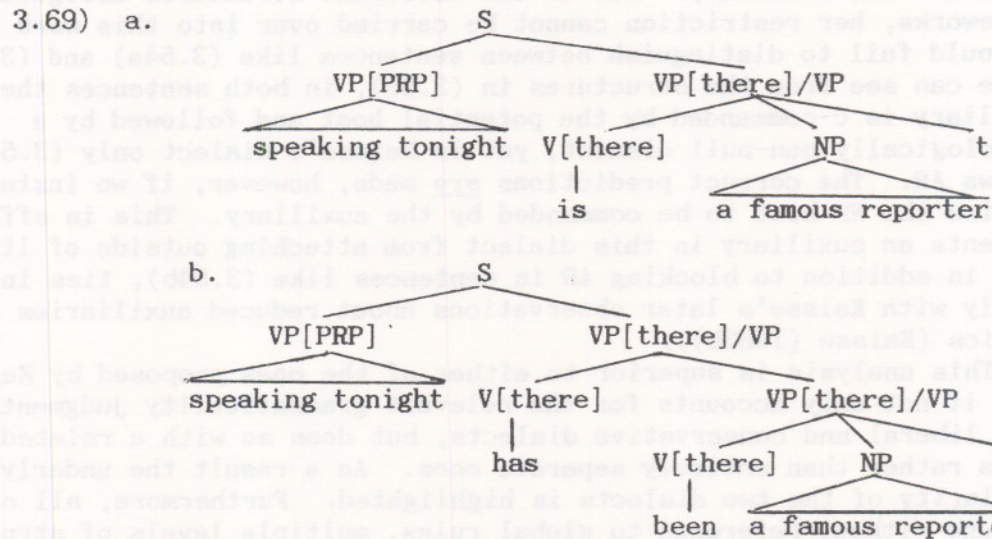 3.69) a. S
VP[PRP] VP[there]/VP
speaking tonight V[there] NP
is a famous reporter
b. S
VP[PRP] VP[there]/VP
speaking tonight V[there] VP[there]/VP
has V[there] NP
been a famous reporte